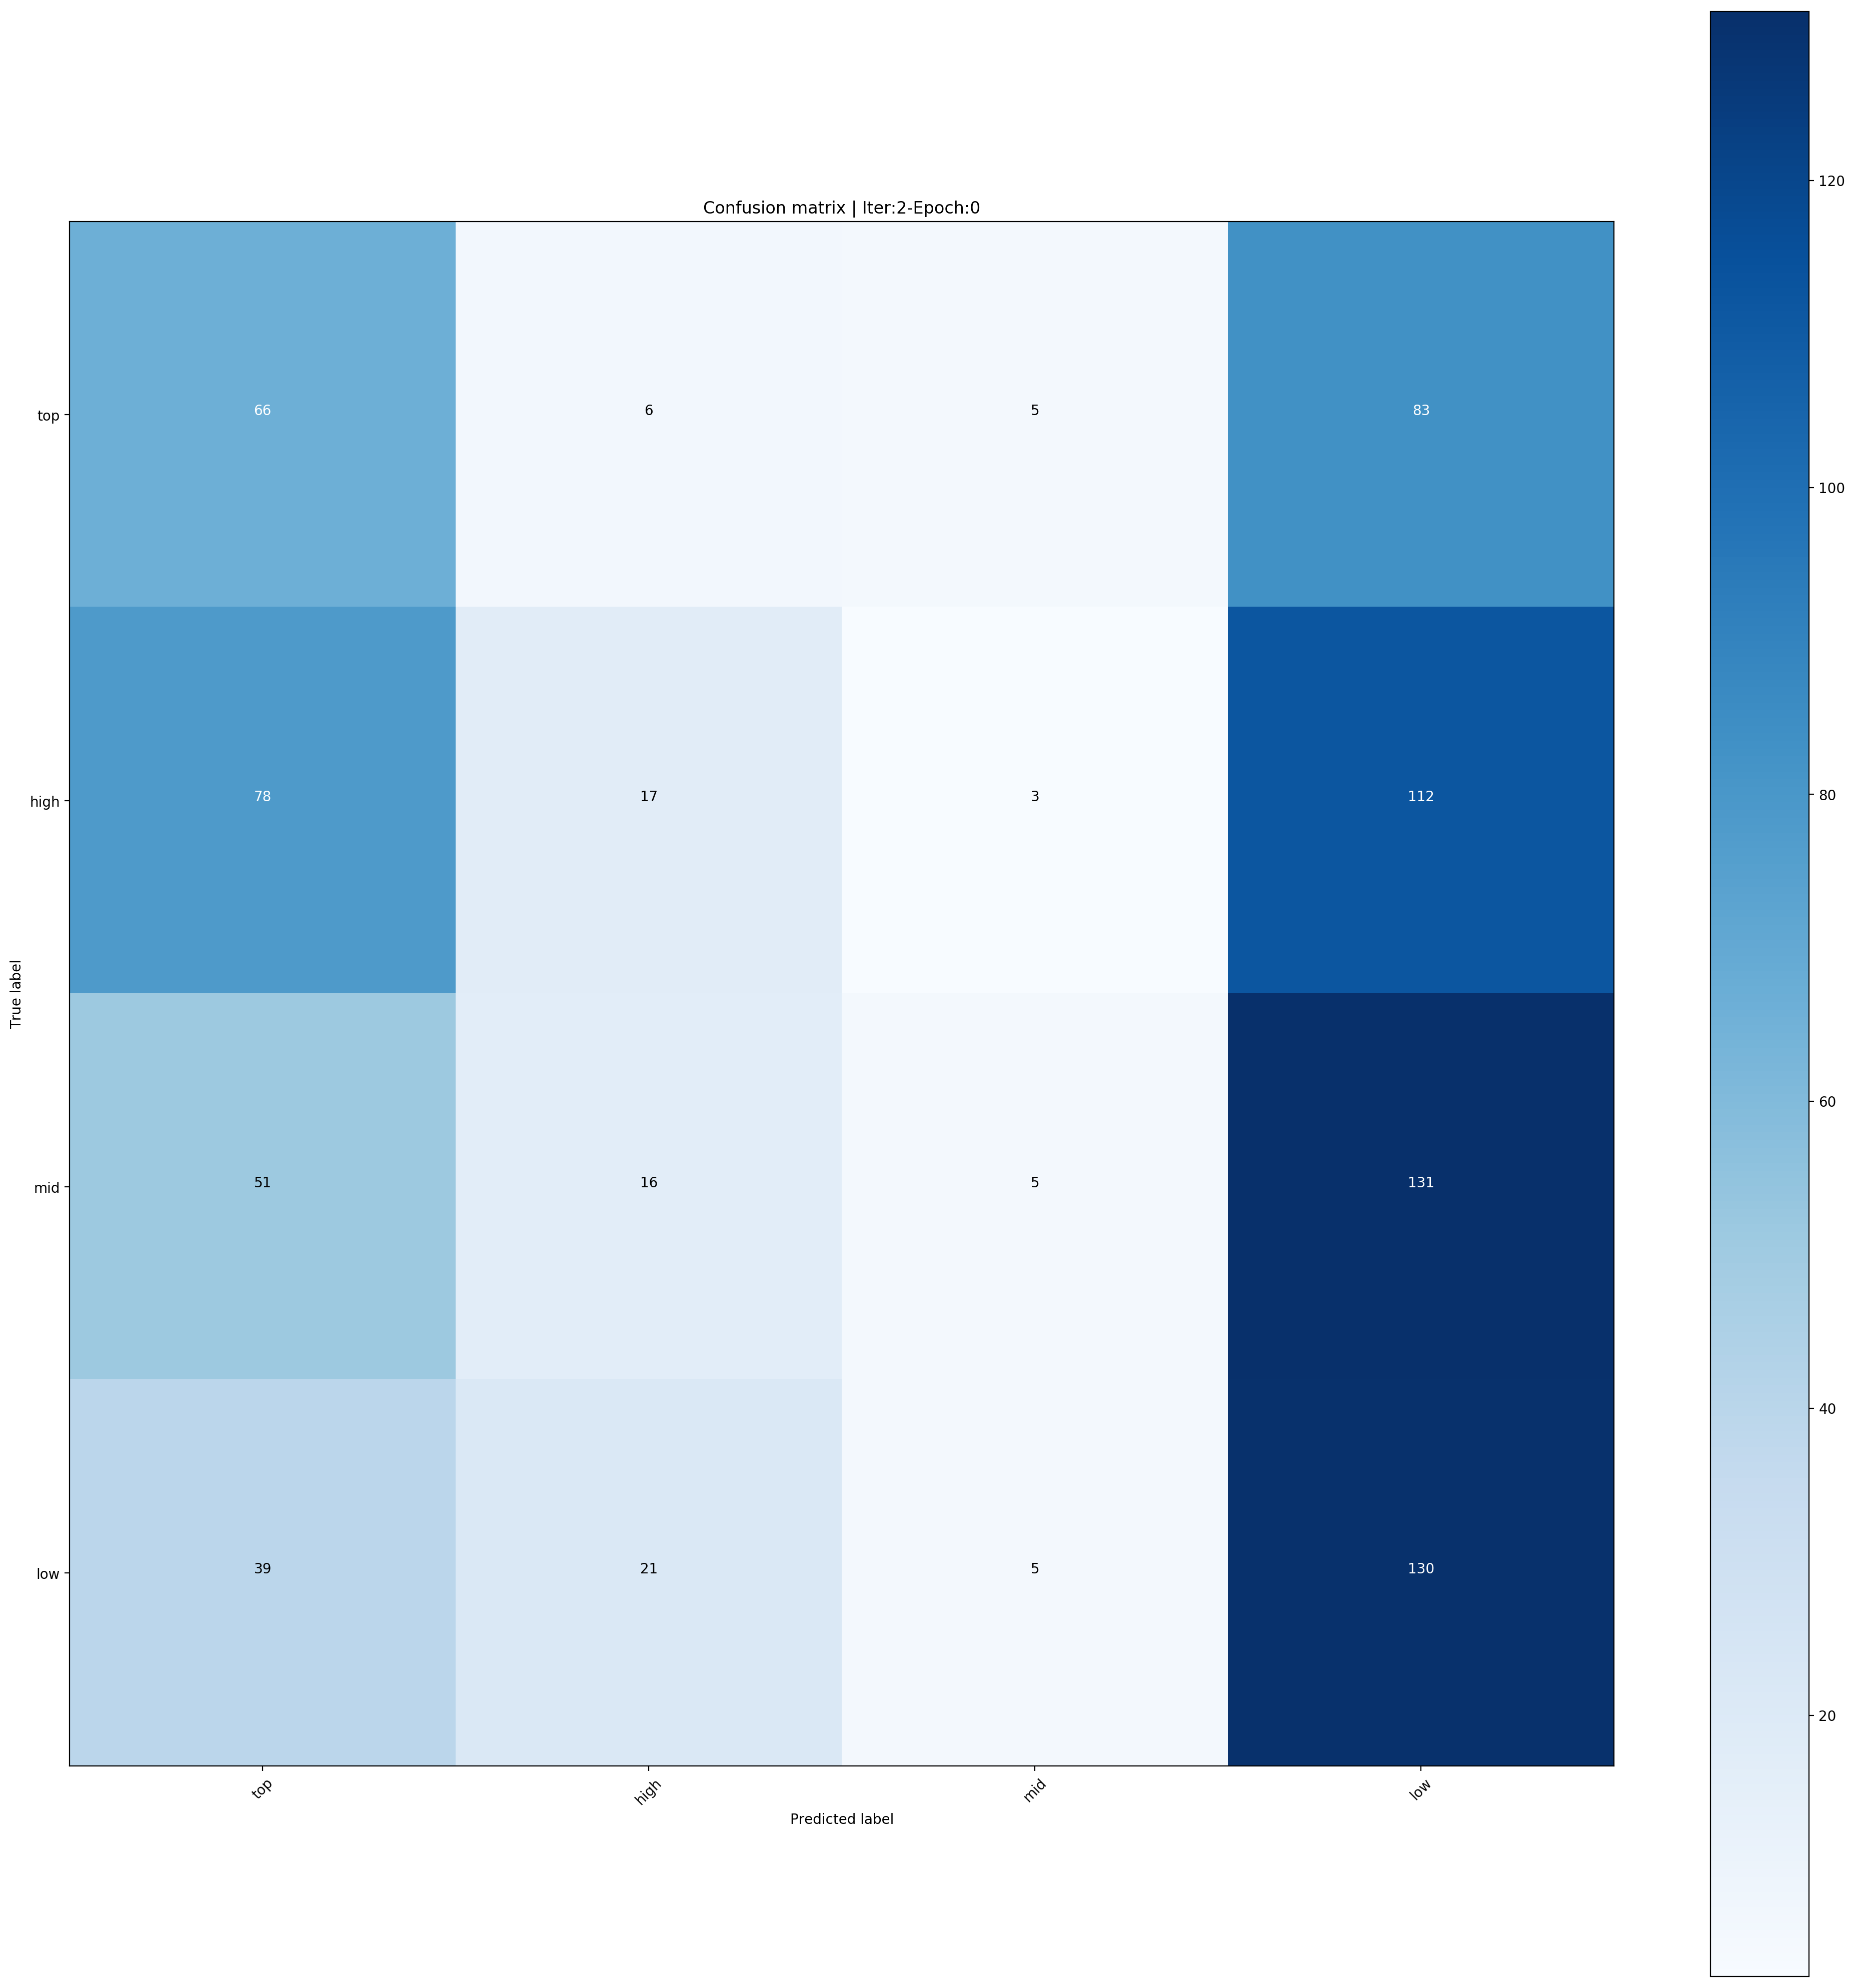 Confusion matrix | Iter:2-Epoch:0
True label
top
66 6 5 83
high
78 17 3 112
mid
51 16 5 131
low
39 21 5 130
top high mid low
Predicted label
120
100
80
60
40
20